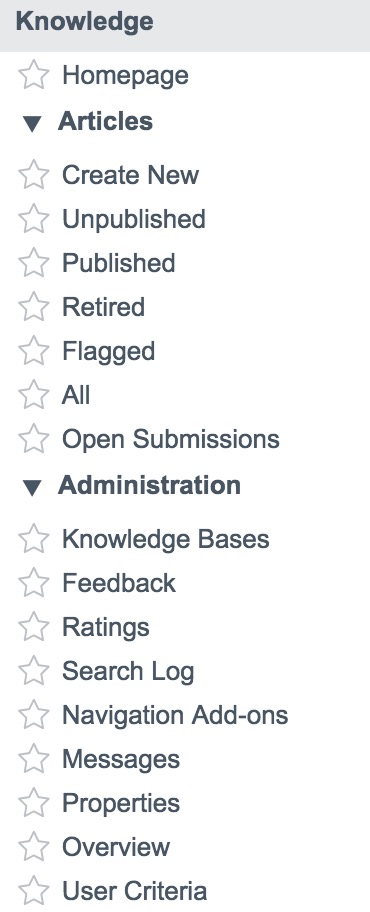 Knowledge
Homepage
Articles
Create New
Unpublished
Published
Retired
Flagged
All
Open Submissions
Administration
Knowledge Bases
Feedback
Ratings
Search Log
Navigation Add-ons
Messages
Properties
Overview
User Criteria